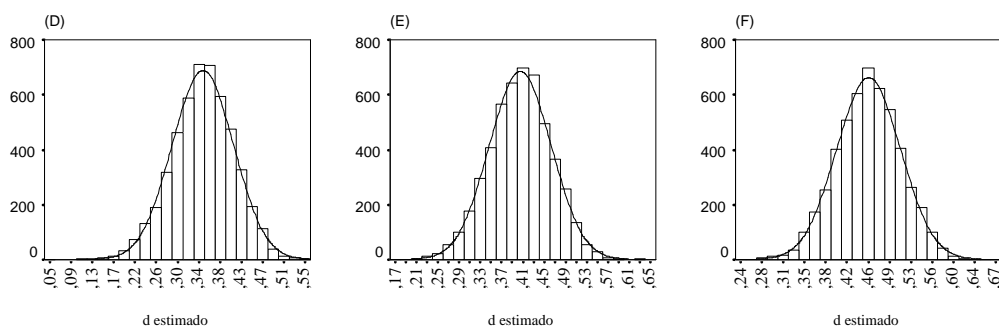 (D)
800
600
400
200
0
,05 ,09 ,13 ,17 ,22 ,26 ,30 ,34 ,38 ,43 ,47 ,51 ,55
d estimado
(E)
800
600
400
200
0
,17 ,21 ,25 ,29 ,33 ,35 ,41 ,45 ,49 ,53 ,57 ,61 ,65
d estimado
(F)
800
600
400
200
0
,24 ,28 ,31 ,35 ,38 ,42 ,46 ,49 ,53 ,56 ,60 ,64 ,67
d estimado